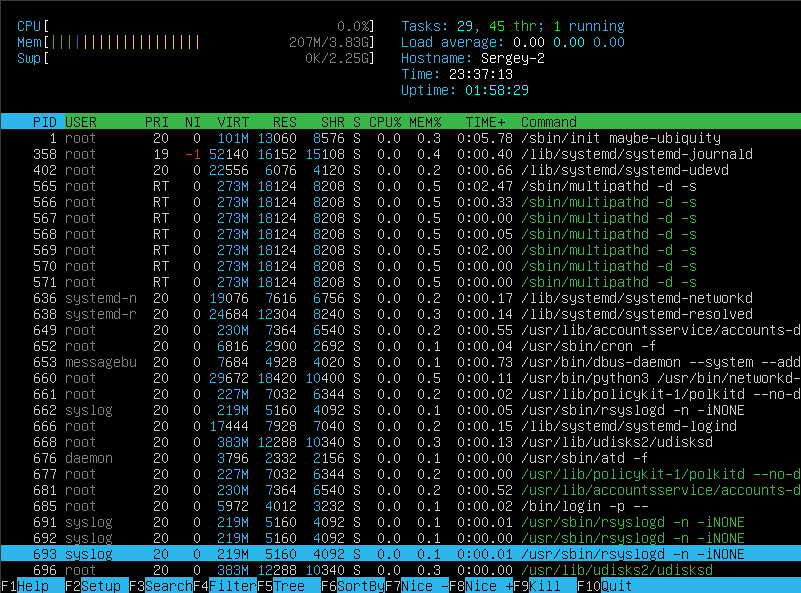 CPU[ 0.0%] Tasks: 29, 45 thr; 1 running
Mem[||||||||||||||||||| 207M/3.83G] Load average: 0.00 0.00 0.00
Swp[ 0K/2.25G] Hostname: Sergey-2
Time: 23:37:13
Uptime: 01:58:29
PID USER PRI NI VIRT RES SHR S CPU% MEM% TIME+ Command
1 root 20 0 101M 13060 8576 S 0.0 0.3 0:05.78 /sbin/init maybe-ubiquity
358 root 19 -1 52140 16152 15108 S 0.0 0.4 0:00.40 /lib/systemd/systemd-journald
402 root 20 0 22556 6076 4120 S 0.0 0.2 0:00.66 /lib/systemd/systemd-udevd
565 root RT 0 273M 18124 8208 S 0.0 0.5 0:02.47 /sbin/multipathd -d -s
566 root RT 0 273M 18124 8208 S 0.0 0.5 0:00.33 /sbin/multipathd -d -s
567 root RT 0 273M 18124 8208 S 0.0 0.5 0:00.00 /sbin/multipathd -d -s
568 root RT 0 273M 18124 8208 S 0.0 0.5 0:00.05 /sbin/multipathd -d -s
569 root RT 0 273M 18124 8208 S 0.0 0.5 0:02.00 /sbin/multipathd -d -s
570 root RT 0 273M 18124 8208 S 0.0 0.5 0:00.00 /sbin/multipathd -d -s
571 root RT 0 273M 18124 8208 S 0.0 0.5 0:00.00 /sbin/multipathd -d -s
636 systemd-n 20 0 19076 7616 6756 S 0.0 0.2 0:00.17 /lib/systemd/systemd-networkd
638 systemd-r 20 0 24684 12304 8240 S 0.0 0.3 0:00.14 /lib/systemd/systemd-resolved
649 root 20 0 230M 7364 6540 S 0.0 0.2 0:00.55 /usr/lib/accountsservice/accounts-d
652 root 20 0 6816 2900 2692 S 0.0 0.1 0:00.04 /usr/sbin/cron -f
653 messagebu 20 0 7684 4928 4020 S 0.0 0.1 0:00.73 /usr/bin/dbus-daemon --system --add
660 root 20 0 29672 18420 10400 S 0.0 0.5 0:00.11 /usr/bin/python3 /usr/bin/networkd-
661 root 20 0 227M 7032 6344 S 0.0 0.2 0:00.02 /usr/lib/policykit-1/polkitd --no-d
662 syslog 20 0 219M 5160 4092 S 0.0 0.1 0:00.05 /usr/sbin/rsyslogd -n -iNONE
666 root 20 0 17444 7928 7040 S 0.0 0.2 0:00.15 /lib/systemd/systemd-logind
668 root 20 0 383M 12288 10340 S 0.0 0.3 0:00.13 /usr/lib/udisks2/udisksd
676 daemon 20 0 3796 2332 2156 S 0.0 0.1 0:00.00 /usr/sbin/atd -f
677 root 20 0 227M 7032 6344 S 0.0 0.2 0:00.00 /usr/lib/policykit-1/polkitd --no-d
681 root 20 0 230M 7364 6540 S 0.0 0.2 0:00.52 /usr/lib/accountsservice/accounts-d
685 root 20 0 5972 4012 3232 S 0.0 0.1 0:00.02 /bin/login -p --
691 syslog 20 0 219M 5160 4092 S 0.0 0.1 0:00.00 /usr/sbin/rsyslogd -n -iNONE
692 syslog 20 0 219M 5160 4092 S 0.0 0.1 0:00.00 /usr/sbin/rsyslogd -n -iNONE
693 syslog 20 0 219M 5160 4092 S 0.0 0.1 0:00.01 /usr/sbin/rsyslogd -n -iNONE
696 root 20 0 383M 12288 10340 S 0.0 0.3 0:00.00 /usr/lib/udisks2/udisksd
F1Help F2Setup F3SearchF4FilterF5Tree F6SortByF7Nice -F8Nice +F9Kill F10Quit